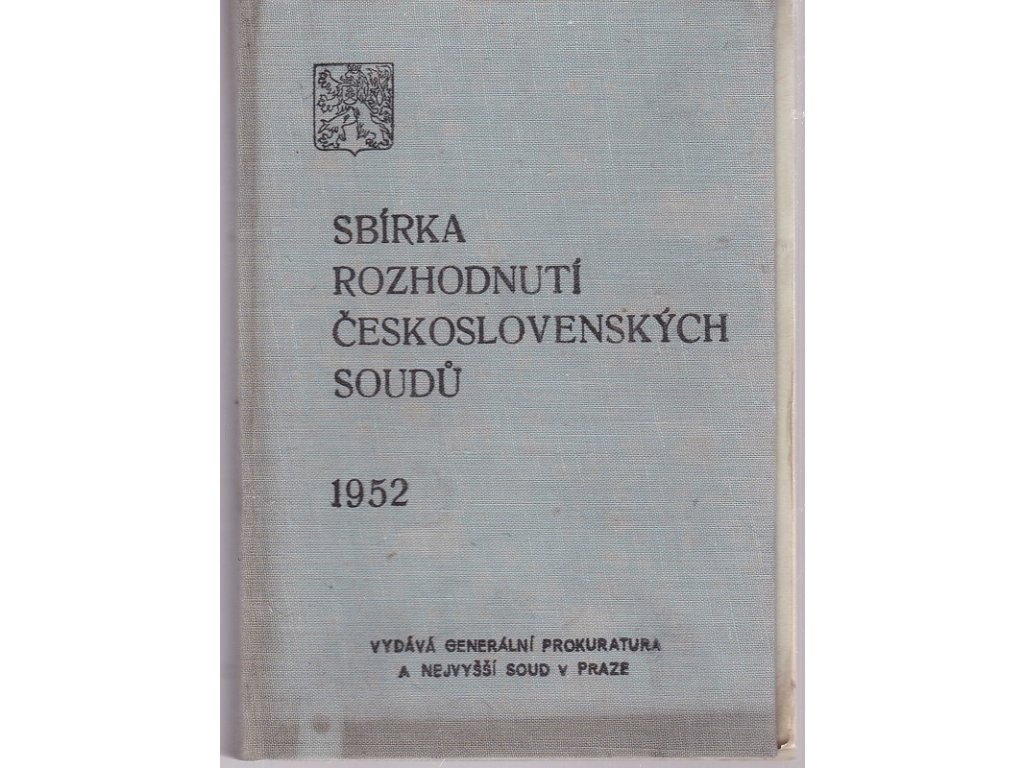 SBÍRKA
ROZHODNUTÍ
ČESKOSLOVENSKÝCH
SOUDŮ
1952
VYDÁVÁ GENERÁLNÍ PROKURATURA
A NEJVYŠŠÍ SOUD V PRAZE